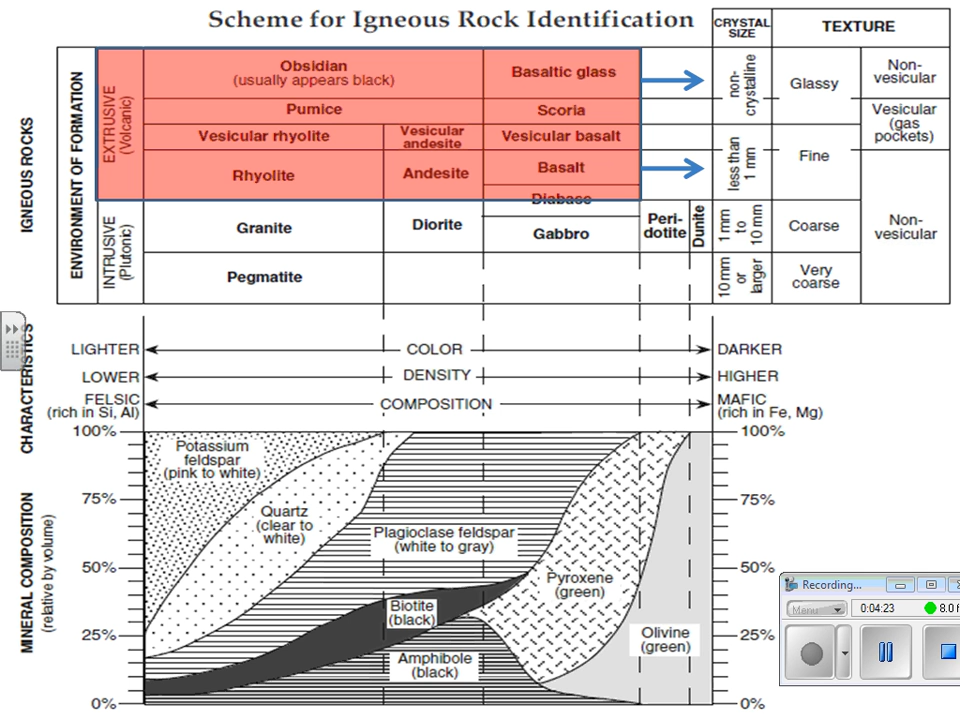 Scheme for Igneous Rock Identification
CRYSTAL
SIZE
TEXTURE
IGNEOUS ROCKS
ENVIRONMENT OF FORMATION
EXTRUSIVE
(Volcanic)
Obsidian
(usually appears black)
Basaltic glass
non-
crystalline
Glassy
Non-
vesicular
Pumice
Scoria
Vesicular
(gas
pockets)
Vesicular rhyolite
Vesicular
andesite
Vesicular basalt
less than
1 mm
Fine
Rhyolite
Andesite
Basalt
Diabase
INTRUSIVE
(Plutonic)
Granite
Diorite
Gabbro
Peri-
dotite
Dunite
1 mm
to
10 mm
Coarse
Non-
vesicular
Pegmatite
10 mm
or
larger
Very
coarse
CHARACTERISTICS
LIGHTER
COLOR
DARKER
LOWER
DENSITY
HIGHER
FELSIC
(rich in Si, Al)
COMPOSITION
MAFIC
(rich in Fe, Mg)
MINERAL COMPOSITION
(relative by volume)
100%
75%
50%
25%
0%
Potassium
feldspar
(pink to white)
Quartz
(clear to
white)
Plagioclase feldspar
(white to gray)
Biotite
(black)
Pyroxene
(green)
Amphibole
(black)
Olivine
(green)
100%
75%
50%
25%
0%
Recording...
Menu
0:04:23
8.0 f